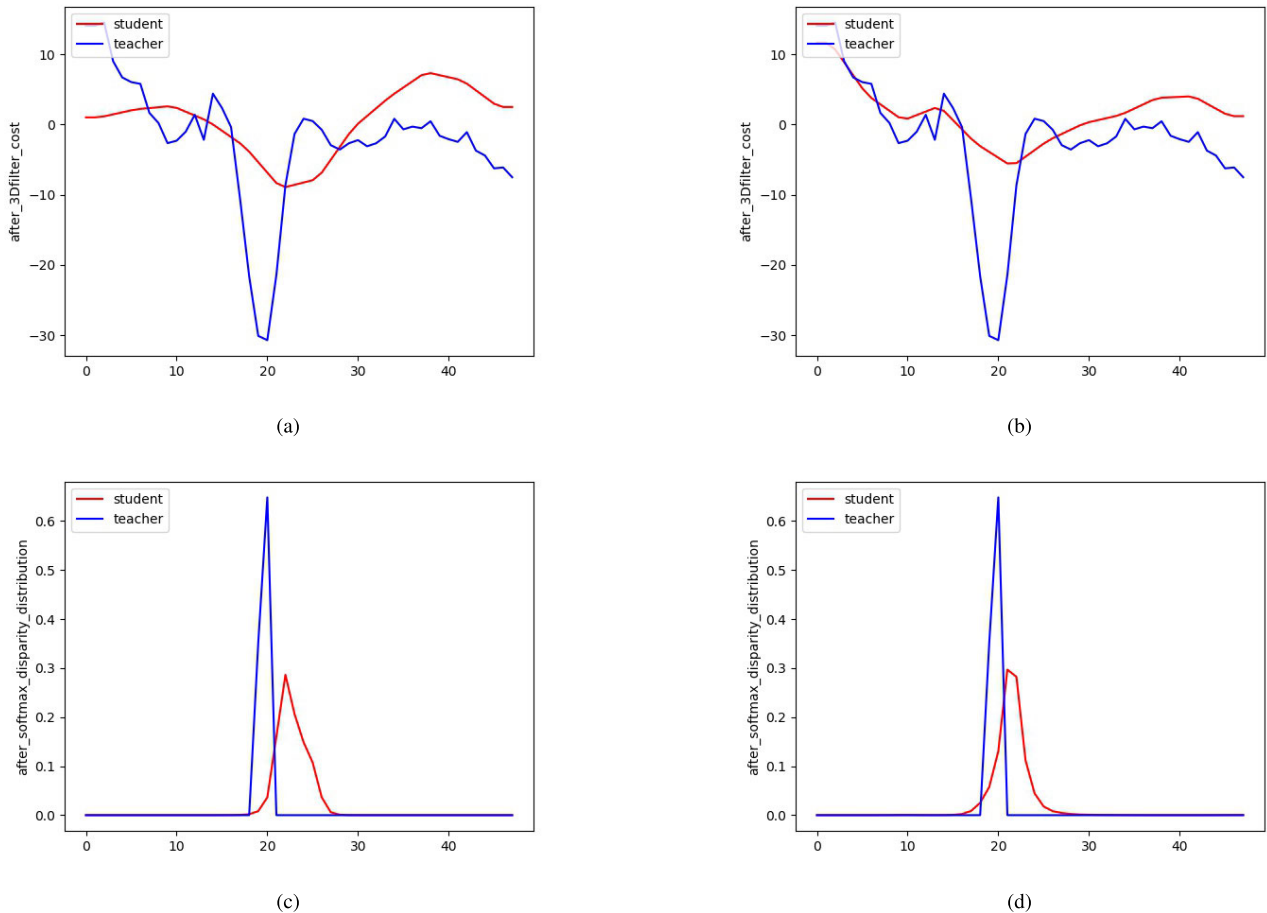 student
teacher
after_3Dfilter_cost
10
0
−10
−20
−30
0 10 20 30 40
(a)
student
teacher
after_3Dfilter_cost
10
0
−10
−20
−30
0 10 20 30 40
(b)
student
teacher
after_softmax_disparity_distribution
0.6
0.5
0.4
0.3
0.2
0.1
0.0
0 10 20 30 40
(c)
student
teacher
after_softmax_disparity_distribution
0.6
0.5
0.4
0.3
0.2
0.1
0.0
0 10 20 30 40
(d)